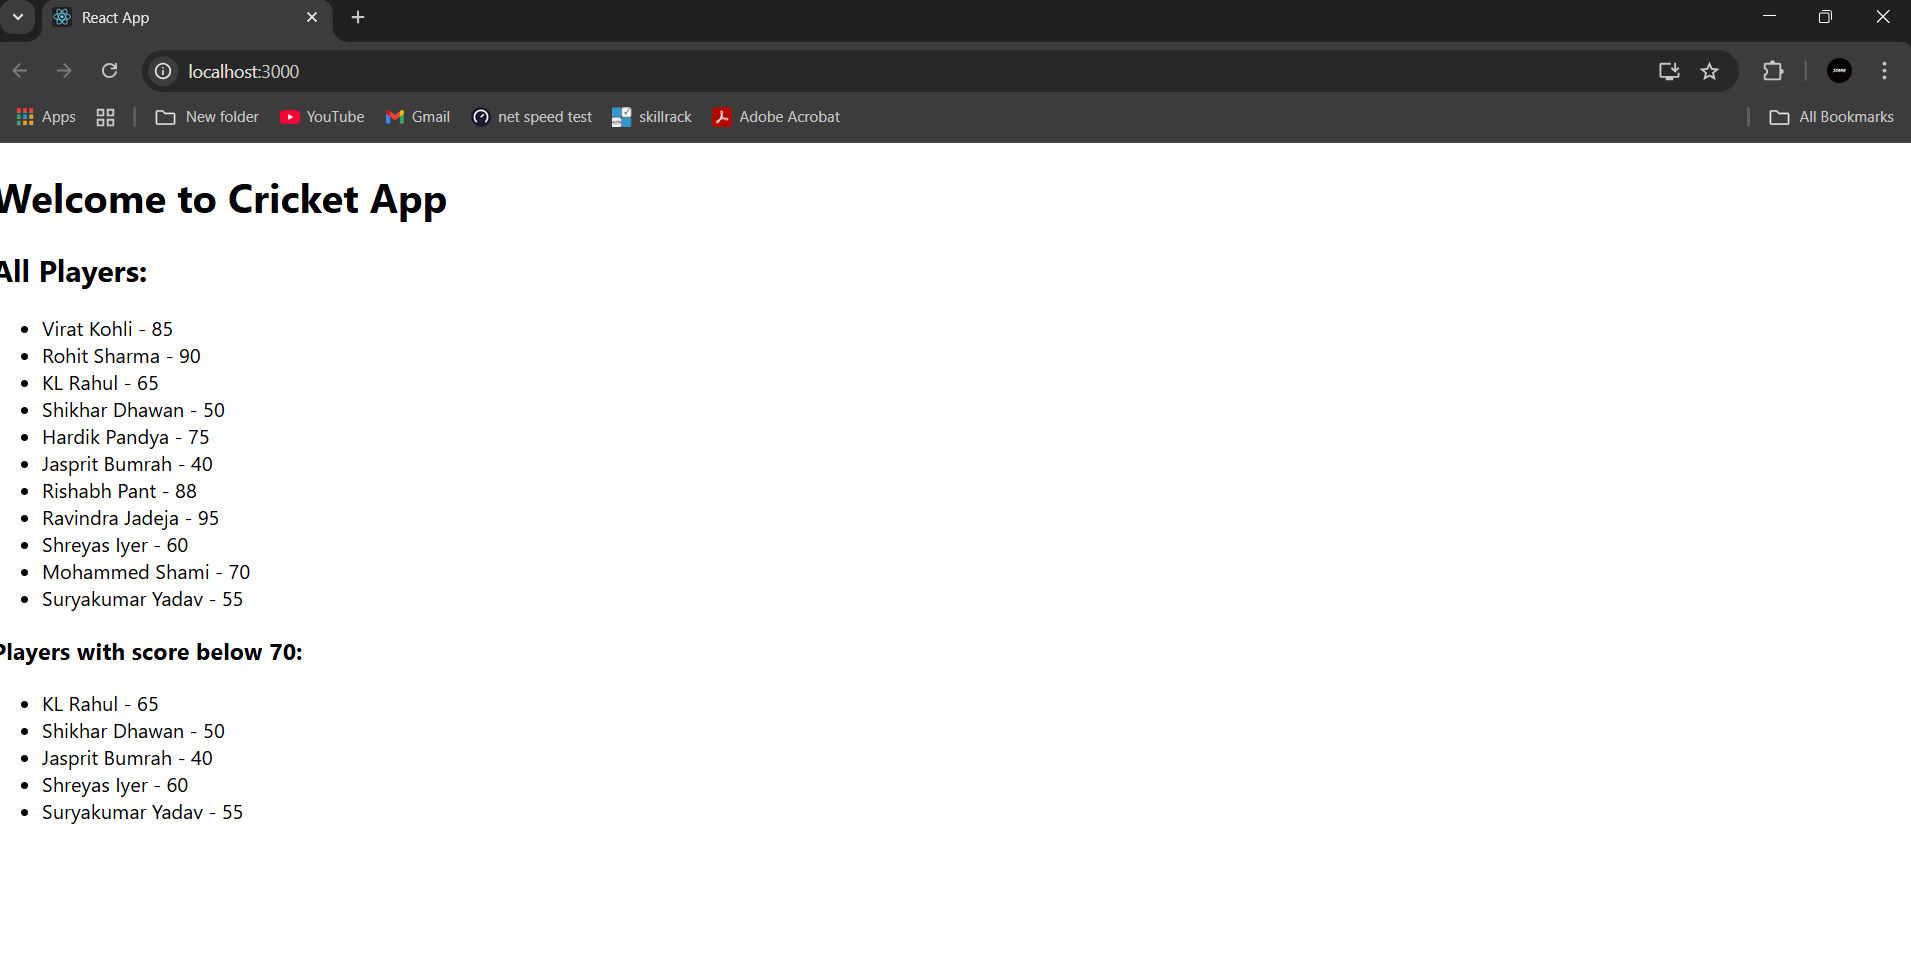 React App
localhost:3000
Apps
New folder
YouTube
Gmail
net speed test
skillrack
Adobe Acrobat
All Bookmarks
Welcome to Cricket App
All Players:
Virat Kohli - 85
Rohit Sharma - 90
KL Rahul - 65
Shikhar Dhawan - 50
Hardik Pandya - 75
Jasprit Bumrah - 40
Rishabh Pant - 88
Ravindra Jadeja - 95
Shreyas Iyer - 60
Mohammed Shami - 70
Suryakumar Yadav - 55
Players with score below 70:
KL Rahul - 65
Shikhar Dhawan - 50
Jasprit Bumrah - 40
Shreyas Iyer - 60
Suryakumar Yadav - 55